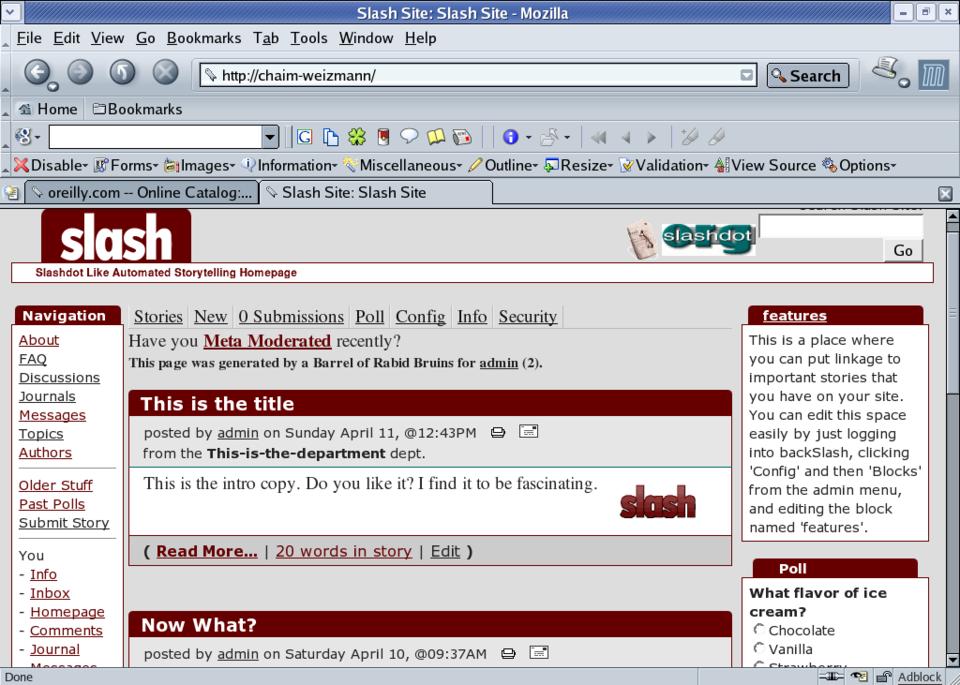 Slash Site: Slash Site - Mozilla
File Edit View Go Bookmarks Tab Tools Window Help
http://chaim-weizmann/
Search
Home Bookmarks
Disable Forms Images Information Miscellaneous Outline Resize Validation View Source Options
oreilly.com -- Online Catalog:...
Slash Site: Slash Site
slash
slashdot
org
Go
Slashdot Like Automated Storytelling Homepage
Navigation
About
FAQ
Discussions
Journals
Messages
Topics
Authors
Older Stuff
Past Polls
Submit Story
You
- Info
- Inbox
- Homepage
- Comments
- Journal
Messages
Stories New 0 Submissions Poll Config Info Security
Have you Meta Moderated recently?
This page was generated by a Barrel of Rabid Bruins for admin (2).
This is the title
posted by admin on Sunday April 11, @12:43PM
from the This-is-the-department dept.
This is the intro copy. Do you like it? I find it to be fascinating.
slash
( Read More... | 20 words in story | Edit )
Now What?
posted by admin on Saturday April 10, @09:37AM
features
This is a place where
you can put linkage to
important stories that
you have on your site.
You can edit this space
easily by just logging
into backSlash, clicking
'Config' and then 'Blocks'
from the admin menu,
and editing the block
named 'features'.
Poll
What flavor of ice
cream?
Chocolate
Vanilla
Strawberry
Done
Adblock